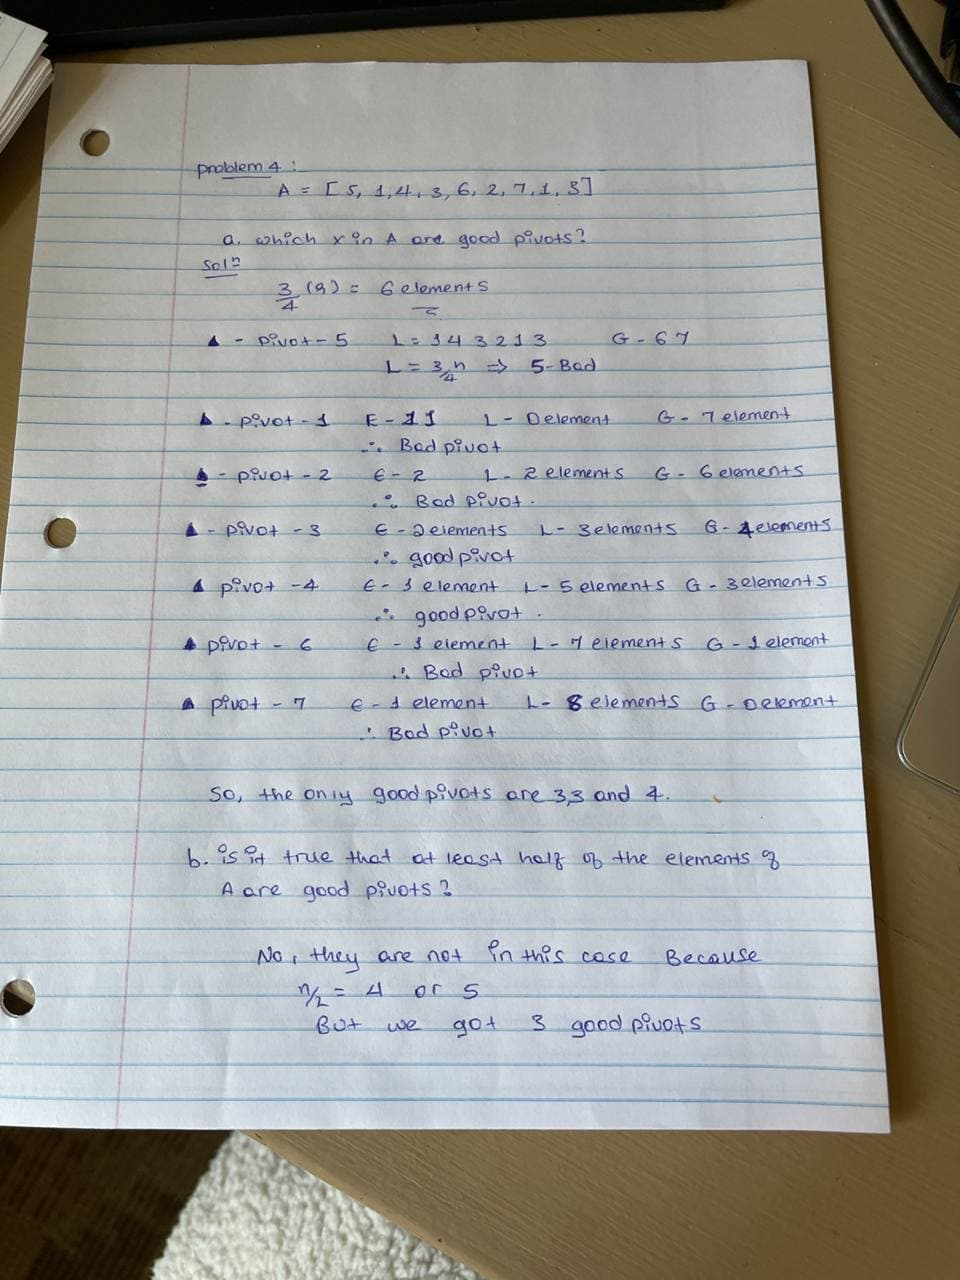 problem 4 :
A = [ 5, 1, 4, 3, 6, 2, 7, 1, 3 ]
a. which x in A are good pivots?
Solⁿ
3/4 (9) = 6 elements
- pivot - 5 L = 1 4 3 2 1 3 G - 6 7
L = 3/4 n ⇒ 5 - Bad
- pivot - 1 E - 1 1 L - 0 element G - 7 element
∴ Bad pivot
- pivot - 2 E - 2 L - 2 elements G - 6 elements
∴ Bad pivot.
- pivot - 3 E - 2 elements L - 3 elements G - 4 elements
∴ good pivot
pivot - 4 E - 1 element L - 5 elements G - 3 elements
∴ good pivot.
pivot - 6 E - 1 element L - 7 elements G - 1 element
∴ Bad pivot
pivot - 7 E - 1 element L - 8 elements G - 0 element
∴ Bad pivot
So, the only good pivots are 3,3 and 4.
b. is it true that at least half of the elements of
A are good pivots?
No, they are not in this case Because
n/2 = 4 or 5
But we got 3 good pivots